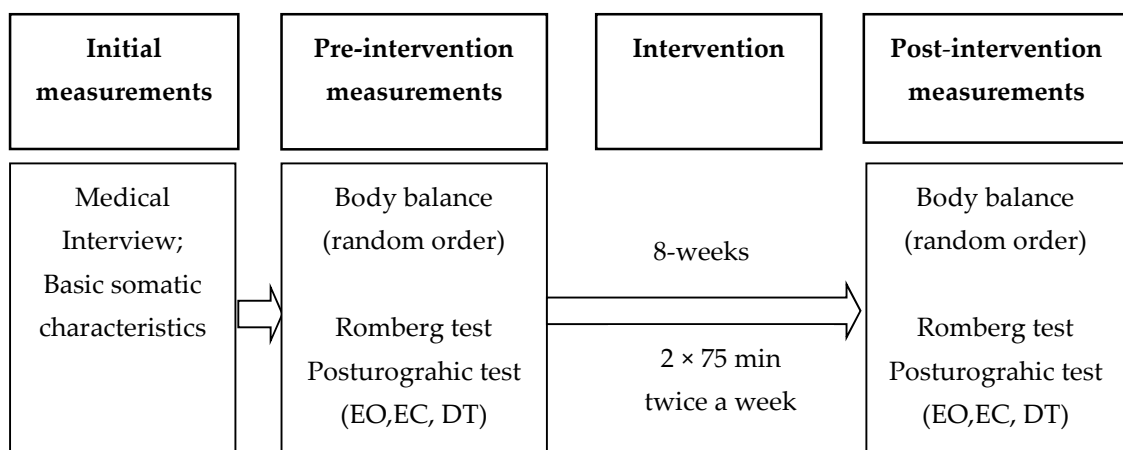 Initial
measurements
Pre-intervention
measurements
Intervention
Post-intervention
measurements
Medical
Interview;
Basic somatic
characteristics
Body balance
(random order)
Romberg test
Posturograhic test
(EO,EC, DT)
8-weeks
2 × 75 min
twice a week
Body balance
(random order)
Romberg test
Posturograhic test
(EO,EC, DT)